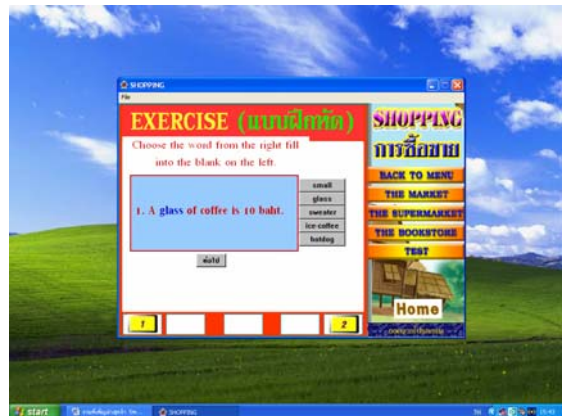 SHOPPING
File
EXERCISE (แบบฝึกหัด)
Choose the word from the right fill
into the blank on the left.
1. A glass of coffee is 10 baht.
small
glass
sweater
ice-coffee
hotdog
ต่อไป
1
2
SHOPPING
การซื้อขาย
BACK TO MENU
THE MARKET
THE SUPERMARKET
THE BOOKSTORE
TEST
Home
start
SHOPPING
TH
15:43